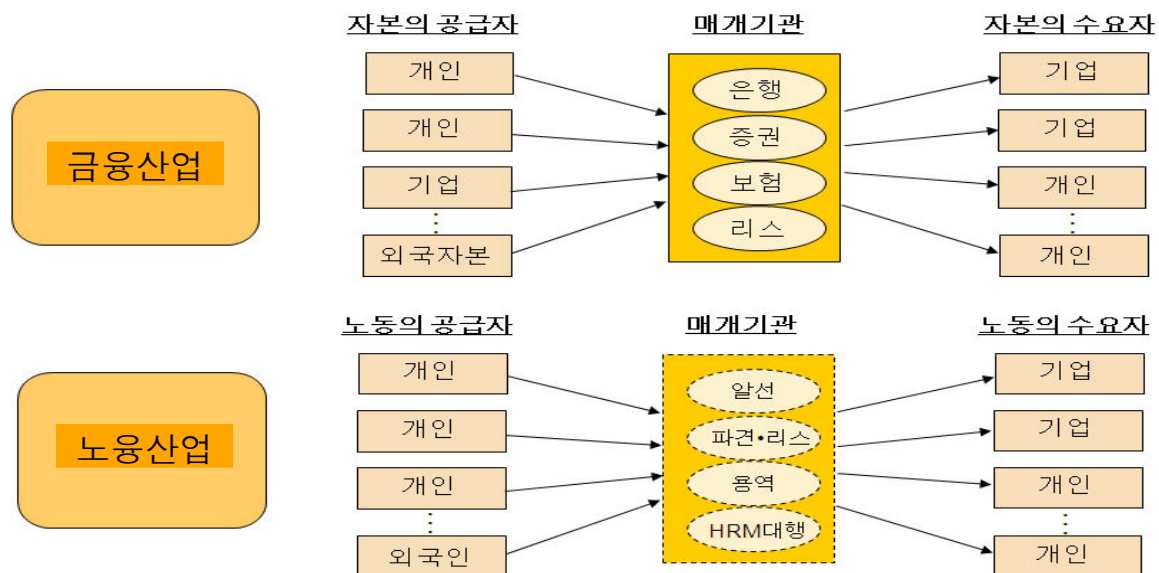 자본의 공급자
매개기관
자본의 수요자
금융산업
개인
개인
기업
외국자본
은행
증권
보험
리스
기업
기업
개인
개인
노동의 공급자
매개기관
노동의 수요자
노융산업
개인
개인
개인
외국인
알선
파견•리스
용역
HRM대행
기업
기업
개인
개인